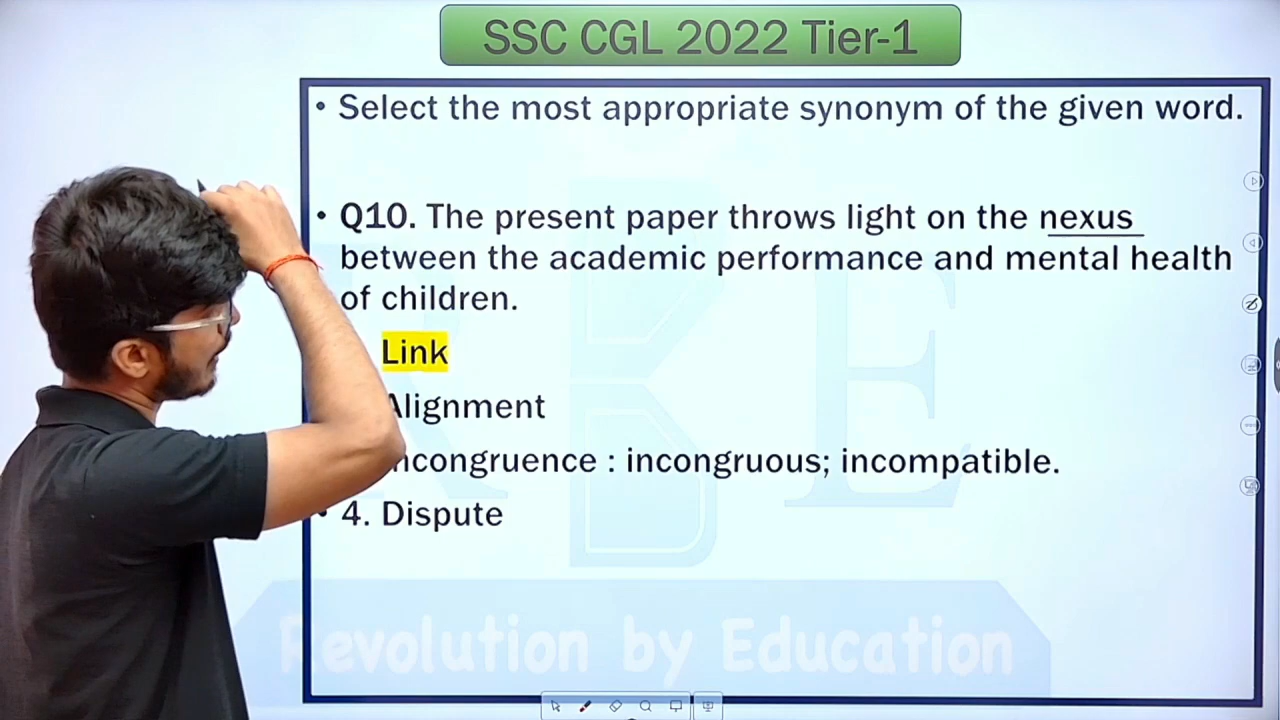 SSC CGL 2022 Tier-1
• Select the most appropriate synonym of the given word.
• Q10. The present paper throws light on the nexus
between the academic performance and mental health
of children.
Link
Alignment
ncongruence : incongruous; incompatible.
• 4. Dispute
Revolution by Education